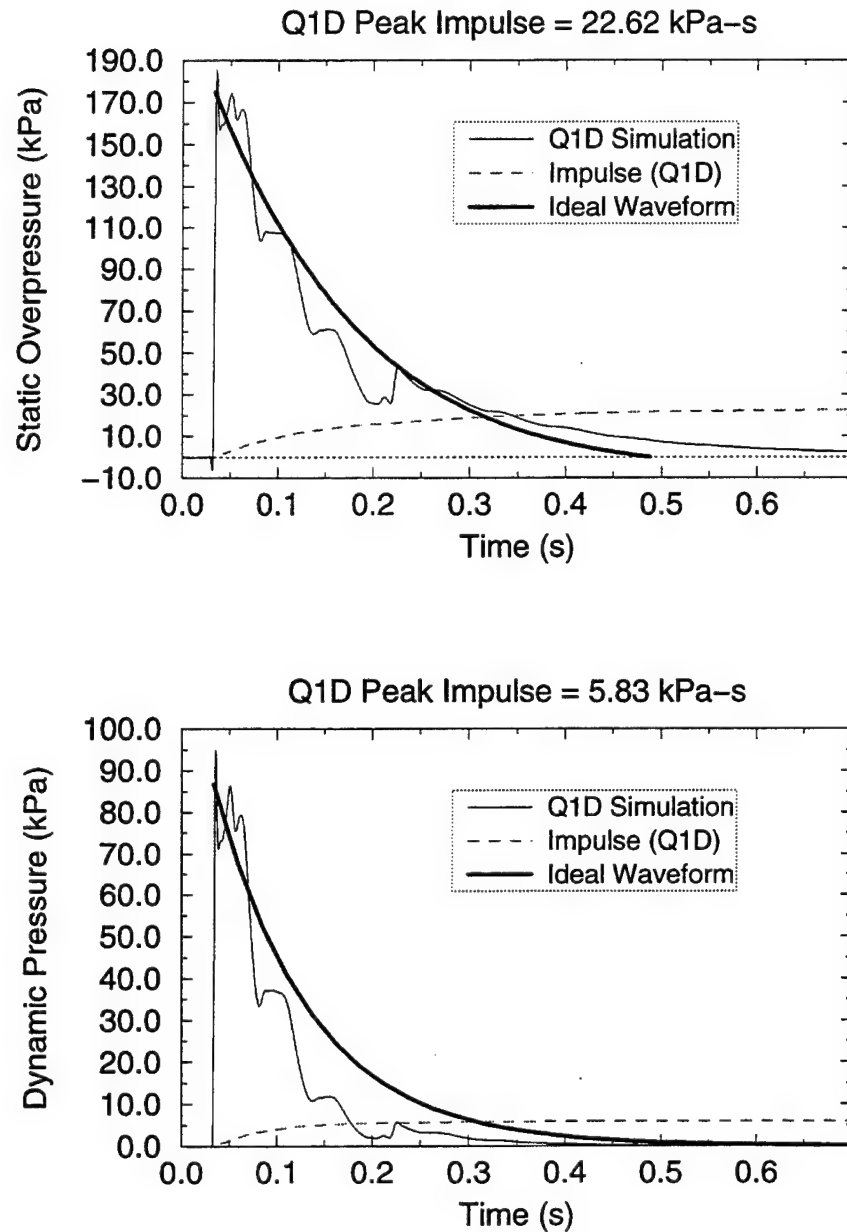 Q1D Peak Impulse = 22.62 kPa-s
Static Overpressure (kPa)
190.0
170.0
150.0
130.0
110.0
90.0
70.0
50.0
30.0
10.0
−10.0
Q1D Simulation
Impulse (Q1D)
Ideal Waveform
0.0 0.1 0.2 0.3 0.4 0.5 0.6
Time (s)
Q1D Peak Impulse = 5.83 kPa-s
Dynamic Pressure (kPa)
100.0
90.0
80.0
70.0
60.0
50.0
40.0
30.0
20.0
10.0
0.0
Q1D Simulation
Impulse (Q1D)
Ideal Waveform
0.0 0.1 0.2 0.3 0.4 0.5 0.6
Time (s)